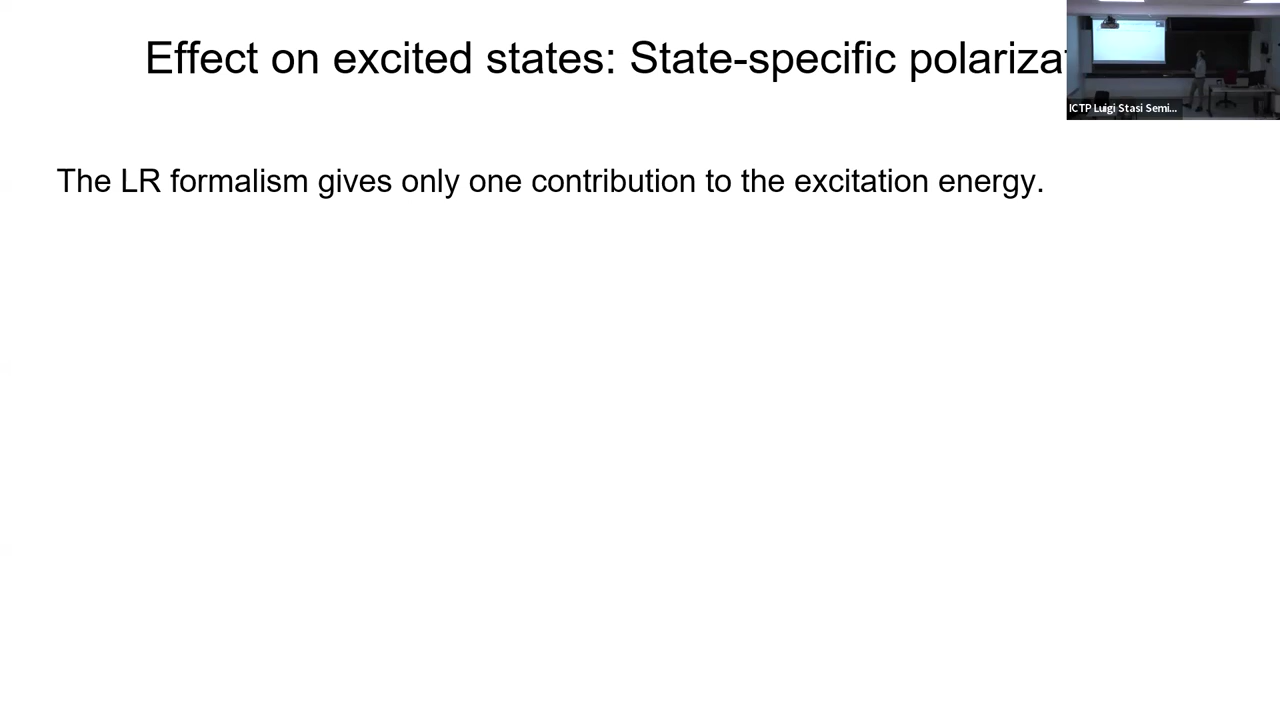 Effect on excited states: State-specific polariza
ICTP Luigi Stasi Semi...
The LR formalism gives only one contribution to the excitation energy.